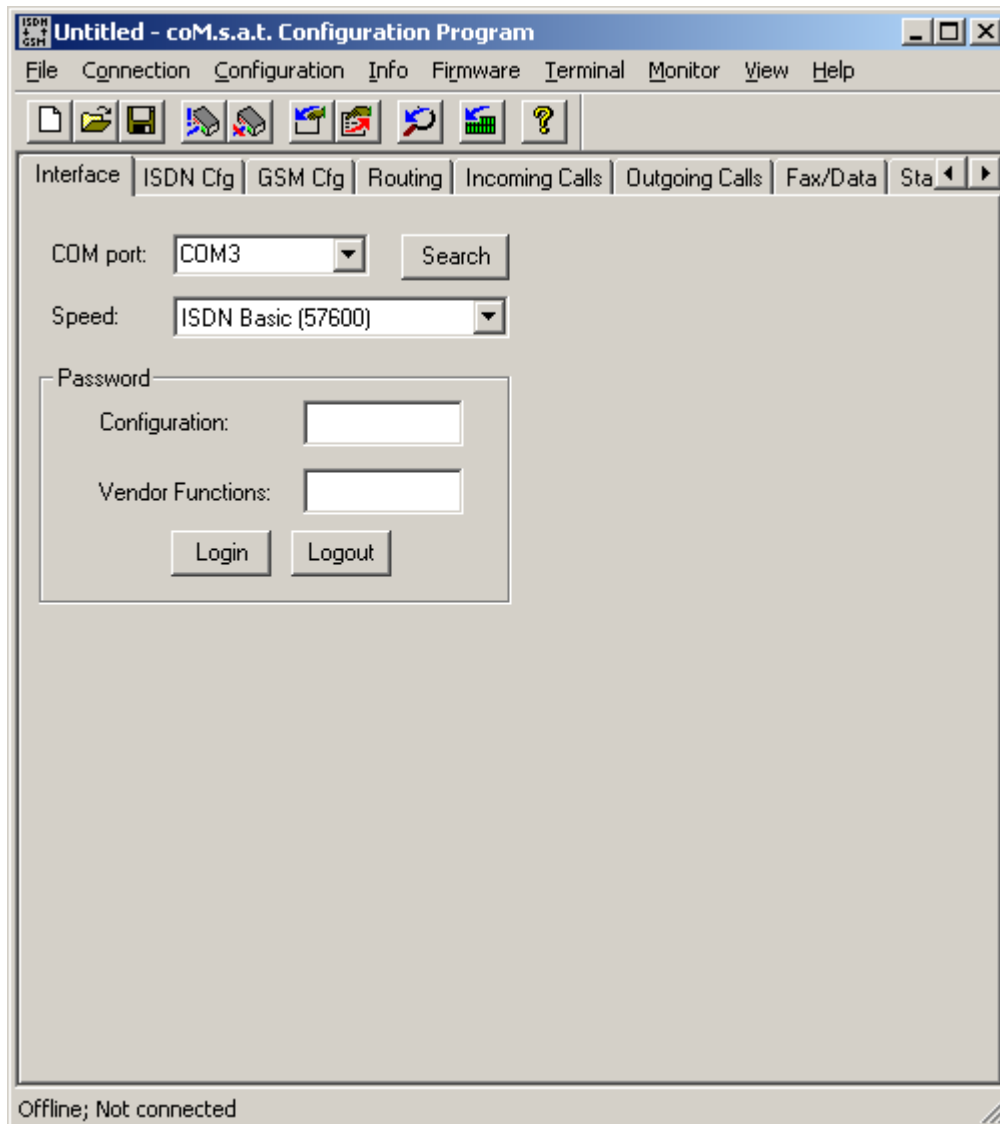 ISDN
GSM
Untitled - coM.s.a.t. Configuration Program
File Connection Configuration Info Firmware Terminal Monitor View Help
?
Interface ISDN Cfg GSM Cfg Routing Incoming Calls Outgoing Calls Fax/Data Sta
COM port: COM3 Search
Speed: ISDN Basic (57600)
Password
Configuration:
Vendor Functions:
Login Logout
Offline; Not connected